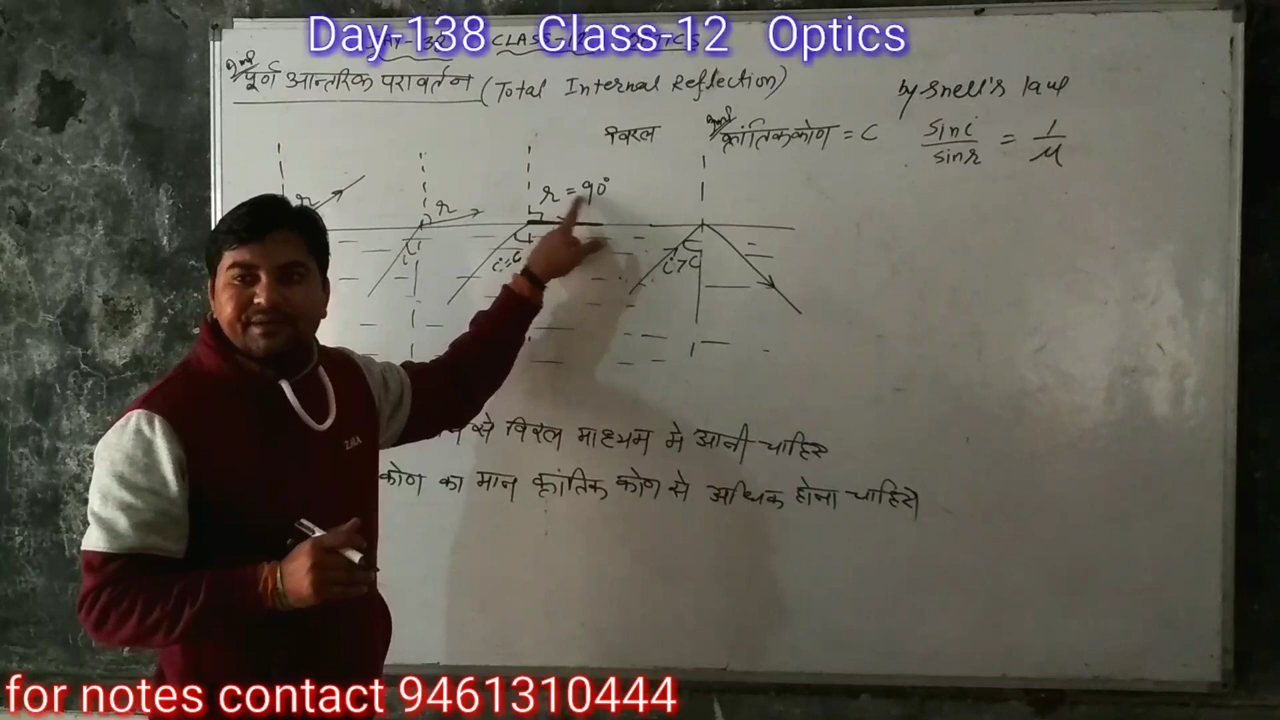 Day-138 Class-12 Optics
पूर्ण आन्तरिक परावर्तन (Total Internal Reflection)
by snell's law
विरल
क्रांतिक कोण = C
sin i / sin r = 1 / μ
r
r
r = 90°
i
i=C
i>C
से विरल माध्यम मे आनी चाहिए
कोण का मान क्रांतिक कोण से अधिक होना चाहिये
ZARA
for notes contact 9461310444